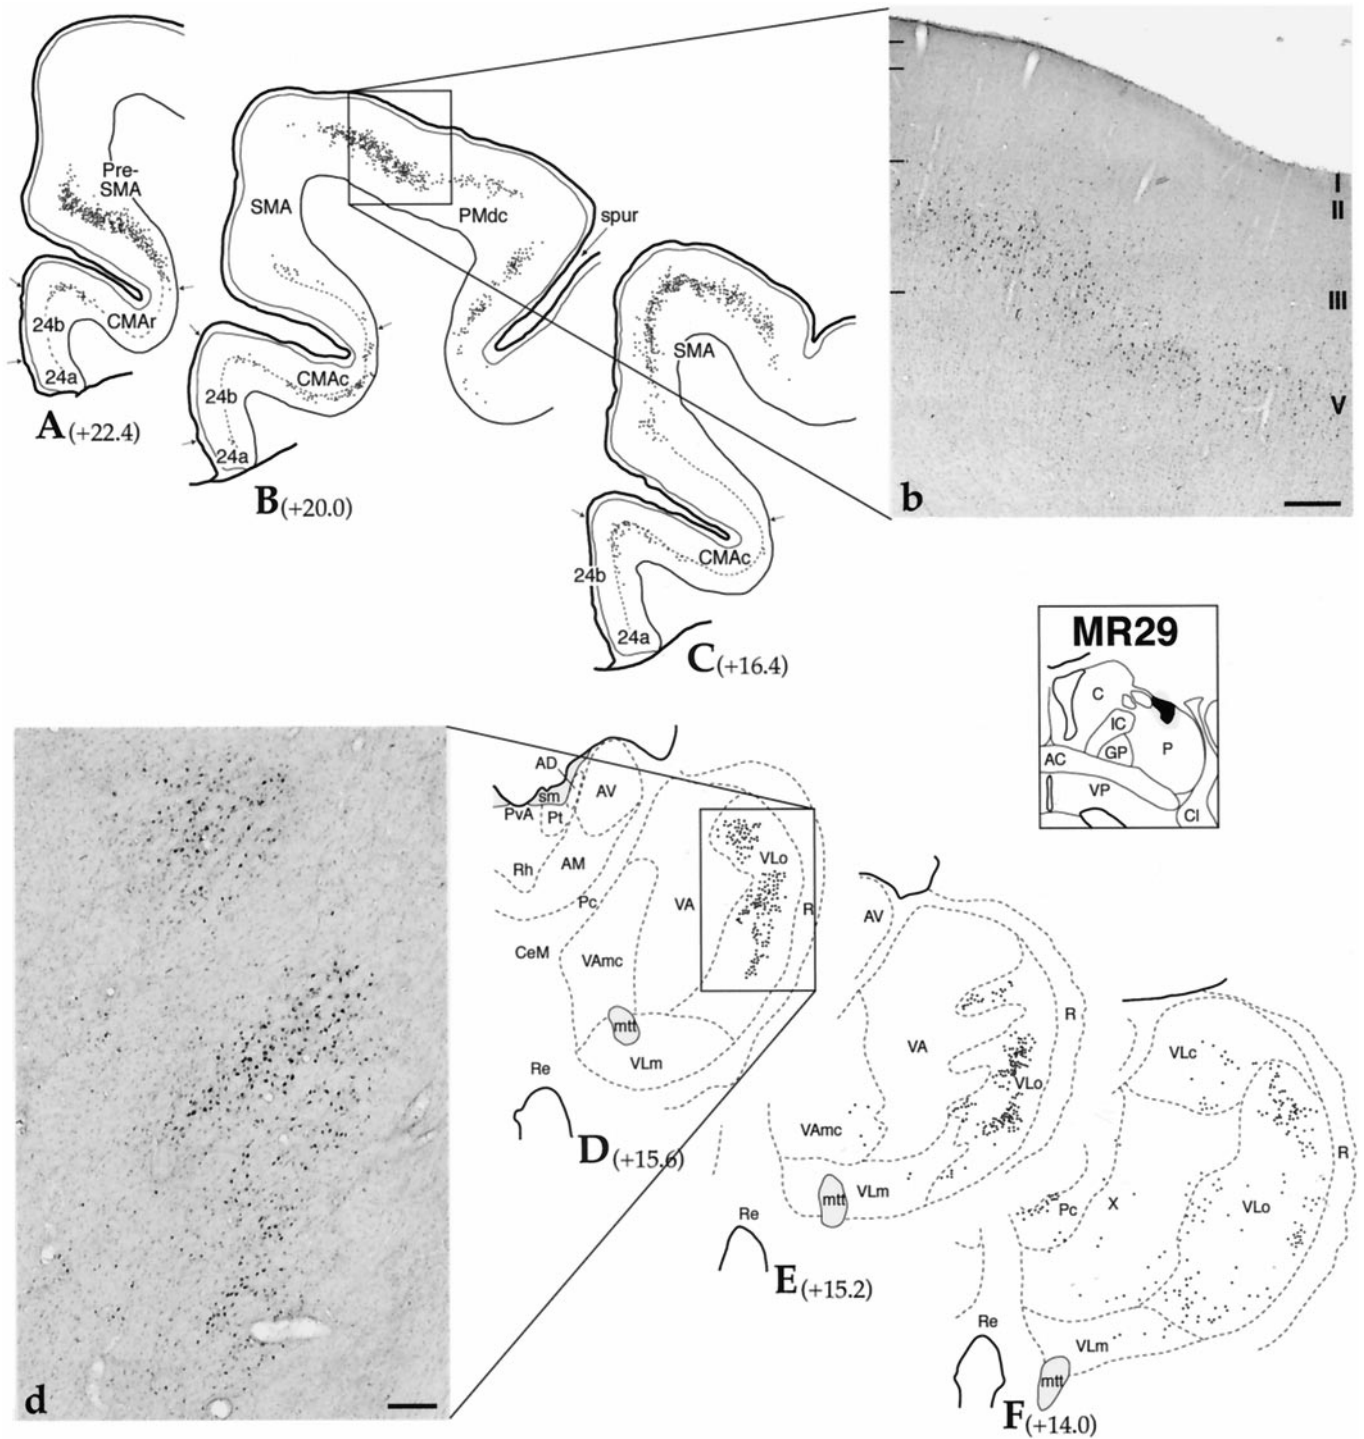 Pre-
SMA
CMAr
24b
24a
A(+22.4)
SMA
PMdc
spur
CMAc
24b
24a
B(+20.0)
SMA
CMAc
24b
24a
C(+16.4)
I
II
III
V
b
MR29
C
IC
GP
P
AC
VP
Cl
d
AD
AV
sm
PvA
Pt
VLo
Rh
AM
Pc
VA
R
CeM
VAmc
mtt
VLm
Re
D(+15.6)
AV
R
VA
VLo
VAmc
mtt
VLm
Re
E(+15.2)
VLc
R
Pc
X
VLo
Re
VLm
mtt
F(+14.0)